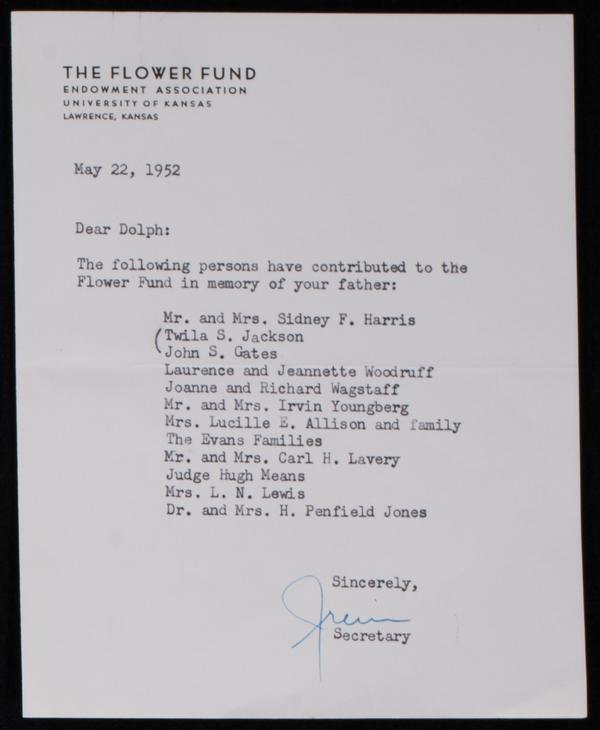 THE FLOWER FUND
ENDOWMENT ASSOCIATION
UNIVERSITY OF KANSAS
LAWRENCE, KANSAS
May 22, 1952
Dear Dolph:
The following persons have contributed to the
Flower Fund in memory of your father:
Mr. and Mrs. Sidney F. Harris
(Twila S. Jackson
John S. Gates
Laurence and Jeannette Woodruff
Joanne and Richard Wagstaff
Mr. and Mrs. Irvin Youngberg
Mrs. Lucille E. Allison and family
The Evans Families
Mr. and Mrs. Carl H. Lavery
Judge Hugh Means
Mrs. L. N. Lewis
Dr. and Mrs. H. Penfield Jones
Sincerely,
Irvin
Secretary